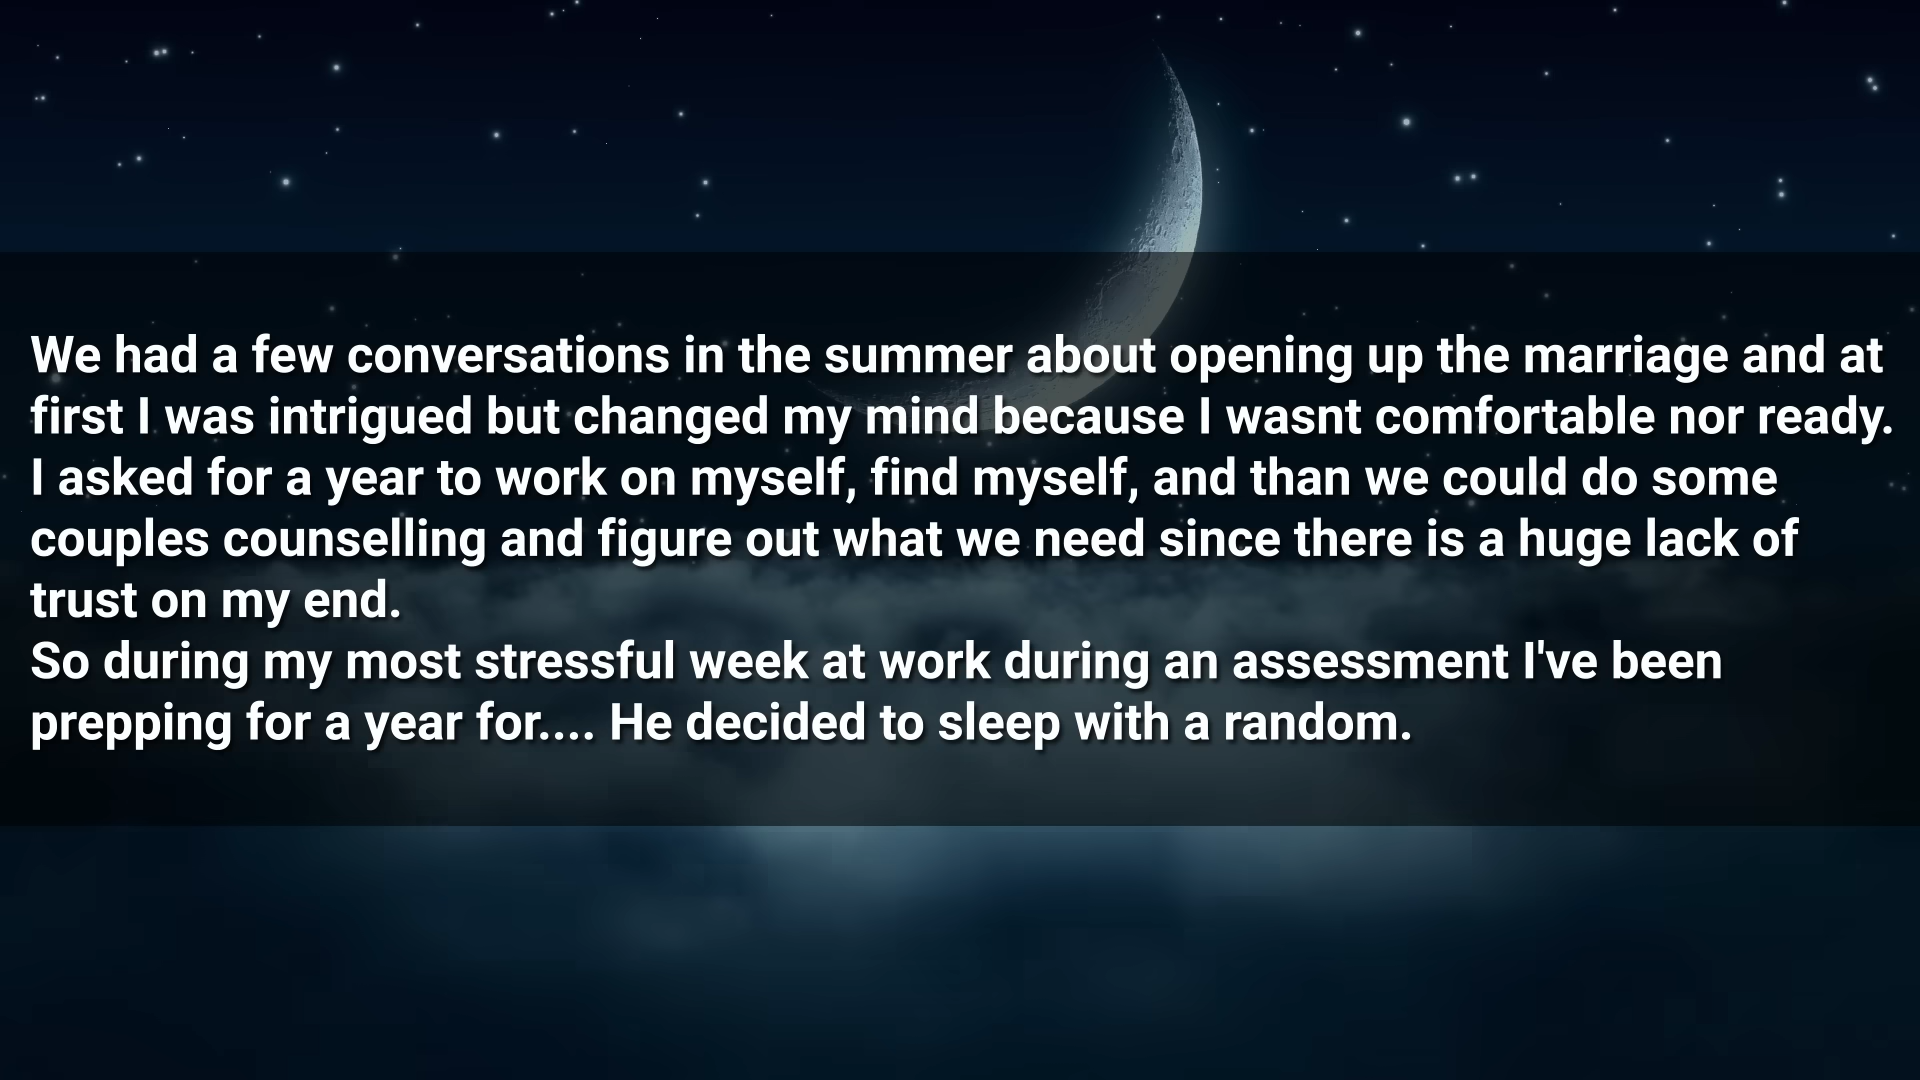 We had a few conversations in the summer about opening up the marriage and at
first I was intrigued but changed my mind because I wasnt comfortable nor ready.
I asked for a year to work on myself, find myself, and than we could do some
couples counselling and figure out what we need since there is a huge lack of
trust on my end.
So during my most stressful week at work during an assessment I've been
prepping for a year for.... He decided to sleep with a random.